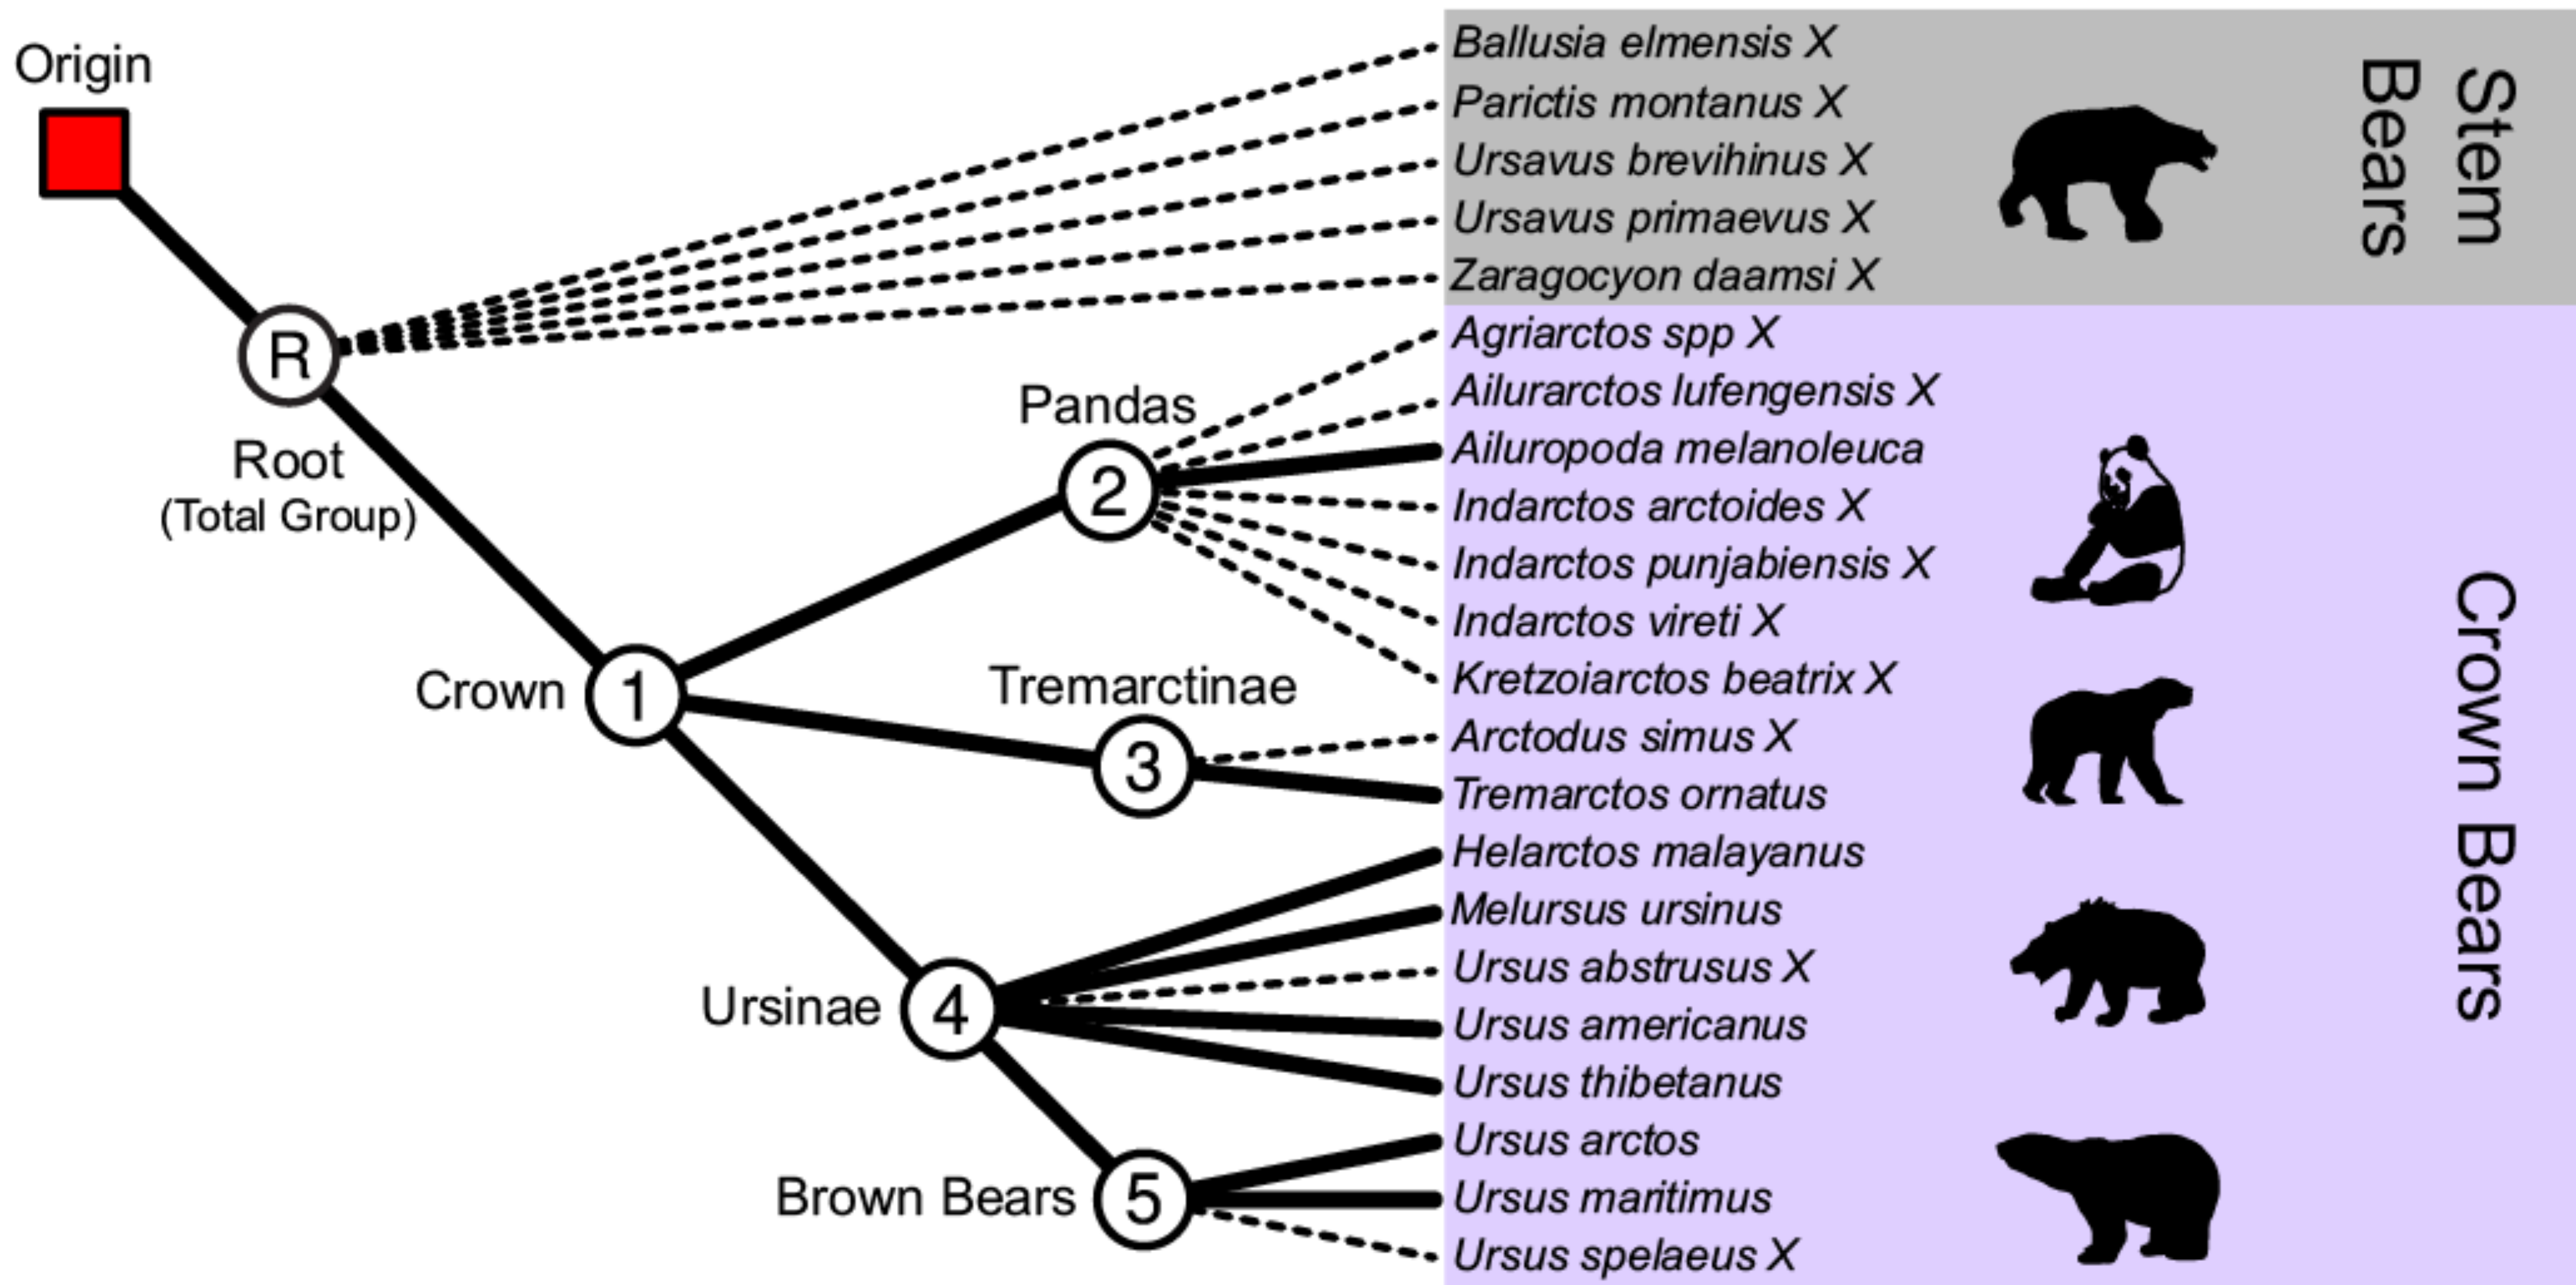 Origin
R
Root
(Total Group)
Crown
1
Pandas
2
Tremarctinae
3
Ursinae
4
Brown Bears
5
Ballusia elmensis X
Parictis montanus X
Ursavus brevihinus X
Ursavus primaevus X
Zaragocyon daamsi X
Agriarctos spp X
Ailurarctos lufengensis X
Ailuropoda melanoleuca
Indarctos arctoides X
Indarctos punjabiensis X
Indarctos vireti X
Kretzoiarctos beatrix X
Arctodus simus X
Tremarctos ornatus
Helarctos malayanus
Melursus ursinus
Ursus abstrusus X
Ursus americanus
Ursus thibetanus
Ursus arctos
Ursus maritimus
Ursus spelaeus X
Stem
Bears
Crown Bears